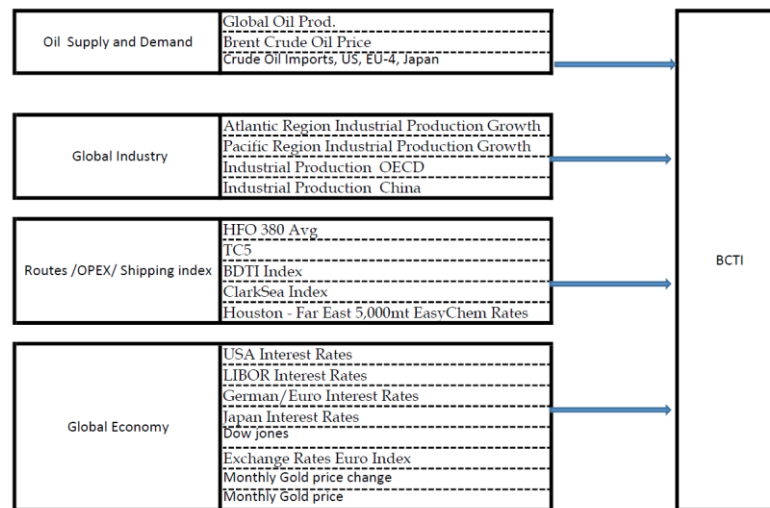 Oil Supply and Demand
Global Oil Prod.
Brent Crude Oil Price
Crude Oil Imports, US, EU-4, Japan
Global Industry
Atlantic Region Industrial Production Growth
Pacific Region Industrial Production Growth
Industrial Production OECD
Industrial Production China
Routes /OPEX/ Shipping index
HFO 380 Avg
TC5
BDTI Index
ClarkSea Index
Houston - Far East 5,000mt EasyChem Rates
Global Economy
USA Interest Rates
LIBOR Interest Rates
German/Euro Interest Rates
Japan Interest Rates
Dow jones
Exchange Rates Euro Index
Monthly Gold price change
Monthly Gold price
BCTI